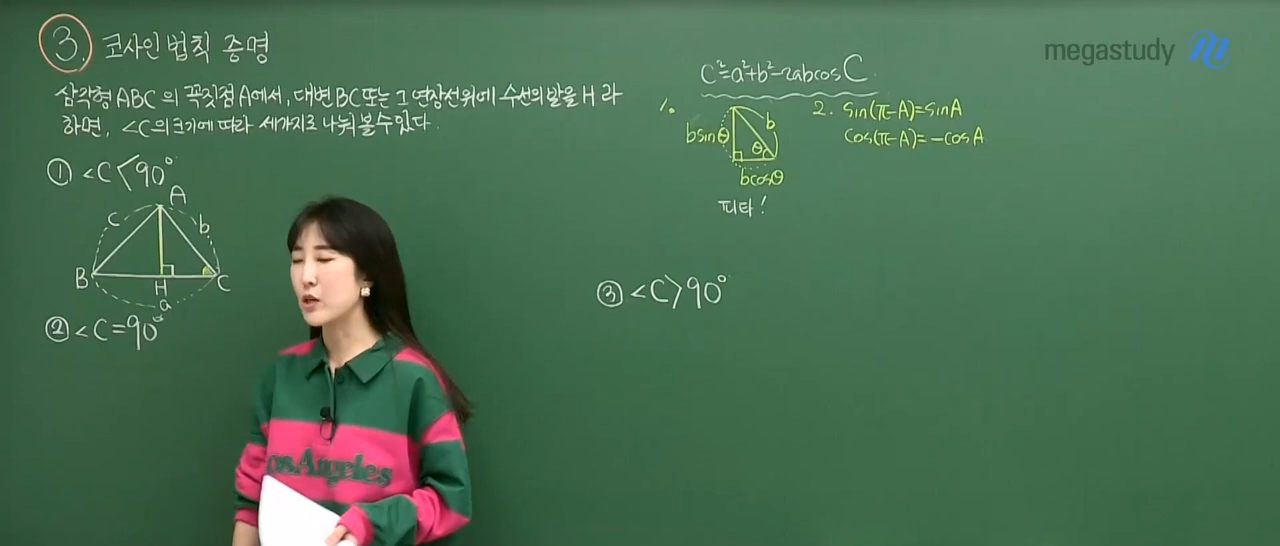 3. 코사인법칙 증명
삼각형 ABC의 꼭짓점 A에서, 대변 BC 또는 그 연장선위에 수선의 발을 H라
하면, ∠C의 크기에 따라 세가지로 나눠 볼 수 있다.
① ∠C<90°
A
c
b
B
H
C
a
② ∠C=90°
③ ∠C>90°
c²=a²+b²-2abcosC
1.
b
bsinθ
θ
bcosθ
피타!
2. sin(π-A)=sinA
cos(π-A)=-cosA
megastudy
Los Angeles